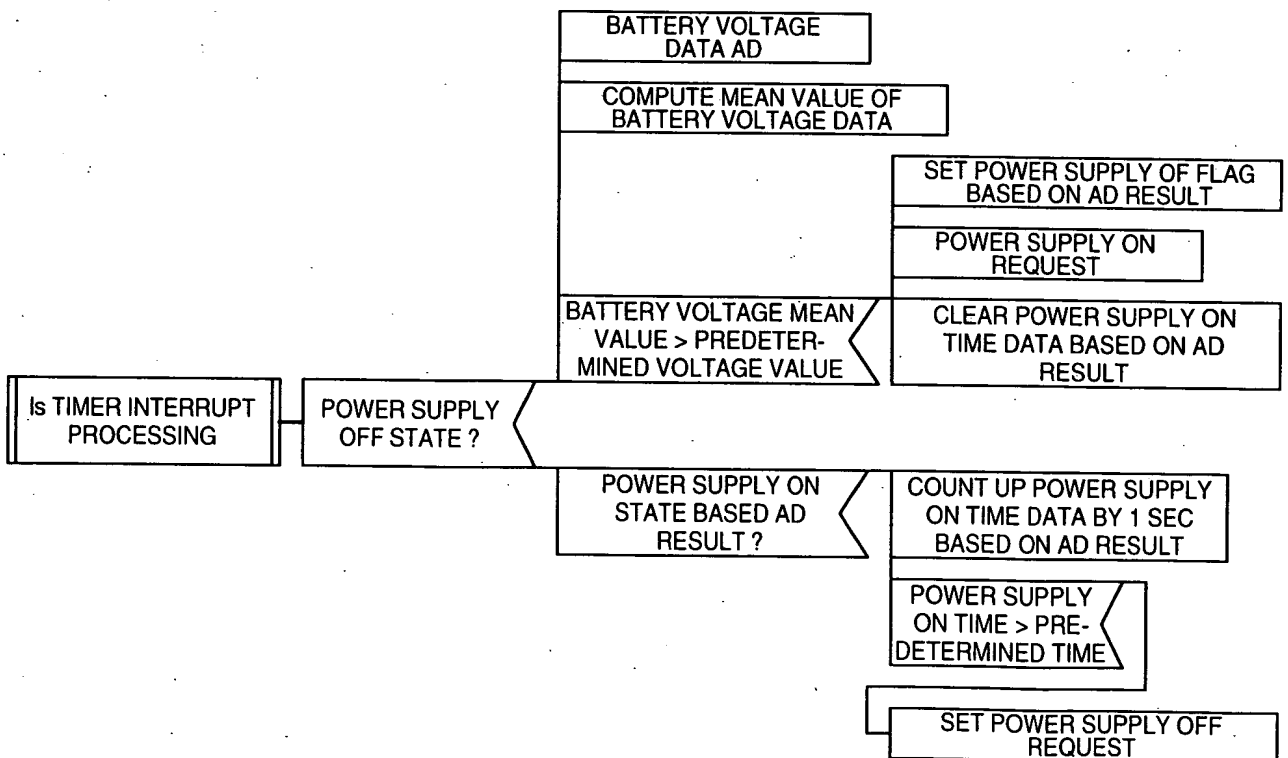 BATTERY VOLTAGE
DATA AD
COMPUTE MEAN VALUE OF
BATTERY VOLTAGE DATA
SET POWER SUPPLY OF FLAG
BASED ON AD RESULT
POWER SUPPLY ON
REQUEST
BATTERY VOLTAGE MEAN
VALUE > PREDETER-
MINED VOLTAGE VALUE
CLEAR POWER SUPPLY ON
TIME DATA BASED ON AD
RESULT
Is TIMER INTERRUPT
PROCESSING
POWER SUPPLY
OFF STATE ?
POWER SUPPLY ON
STATE BASED AD
RESULT ?
COUNT UP POWER SUPPLY
ON TIME DATA BY 1 SEC
BASED ON AD RESULT
POWER SUPPLY
ON TIME > PRE-
DETERMINED TIME
SET POWER SUPPLY OFF
REQUEST